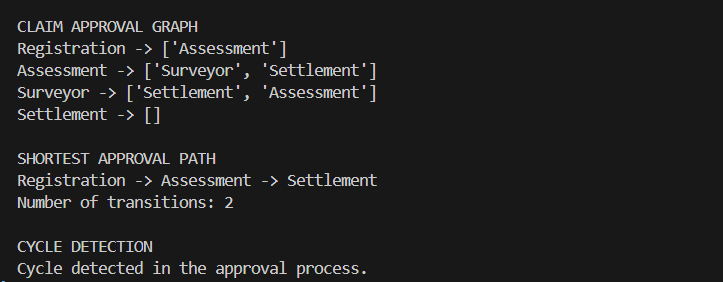 CLAIM APPROVAL GRAPH
Registration -> ['Assessment']
Assessment -> ['Surveyor', 'Settlement']
Surveyor -> ['Settlement', 'Assessment']
Settlement -> []
SHORTEST APPROVAL PATH
Registration -> Assessment -> Settlement
Number of transitions: 2
CYCLE DETECTION
Cycle detected in the approval process.